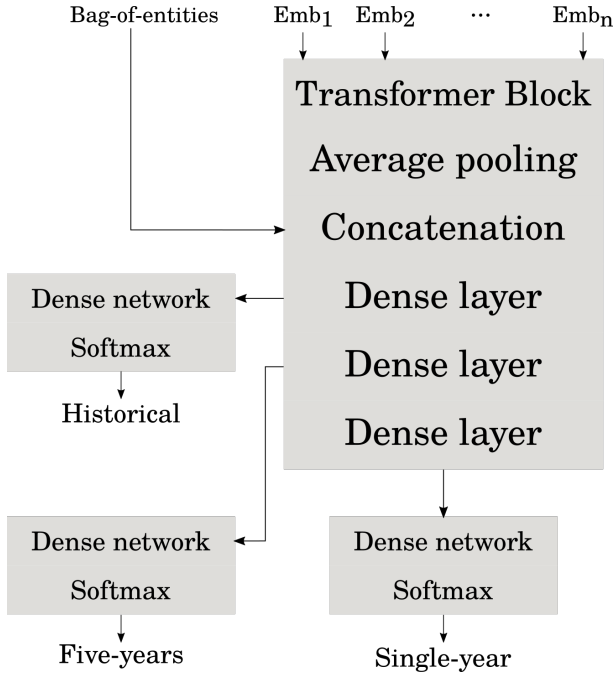 Bag-of-entities
Emb1 Emb2 ... Embn
Transformer Block
Average pooling
Concatenation
Dense layer
Dense layer
Dense layer
Dense network
Softmax
Historical
Dense network
Softmax
Five-years
Dense network
Softmax
Single-year